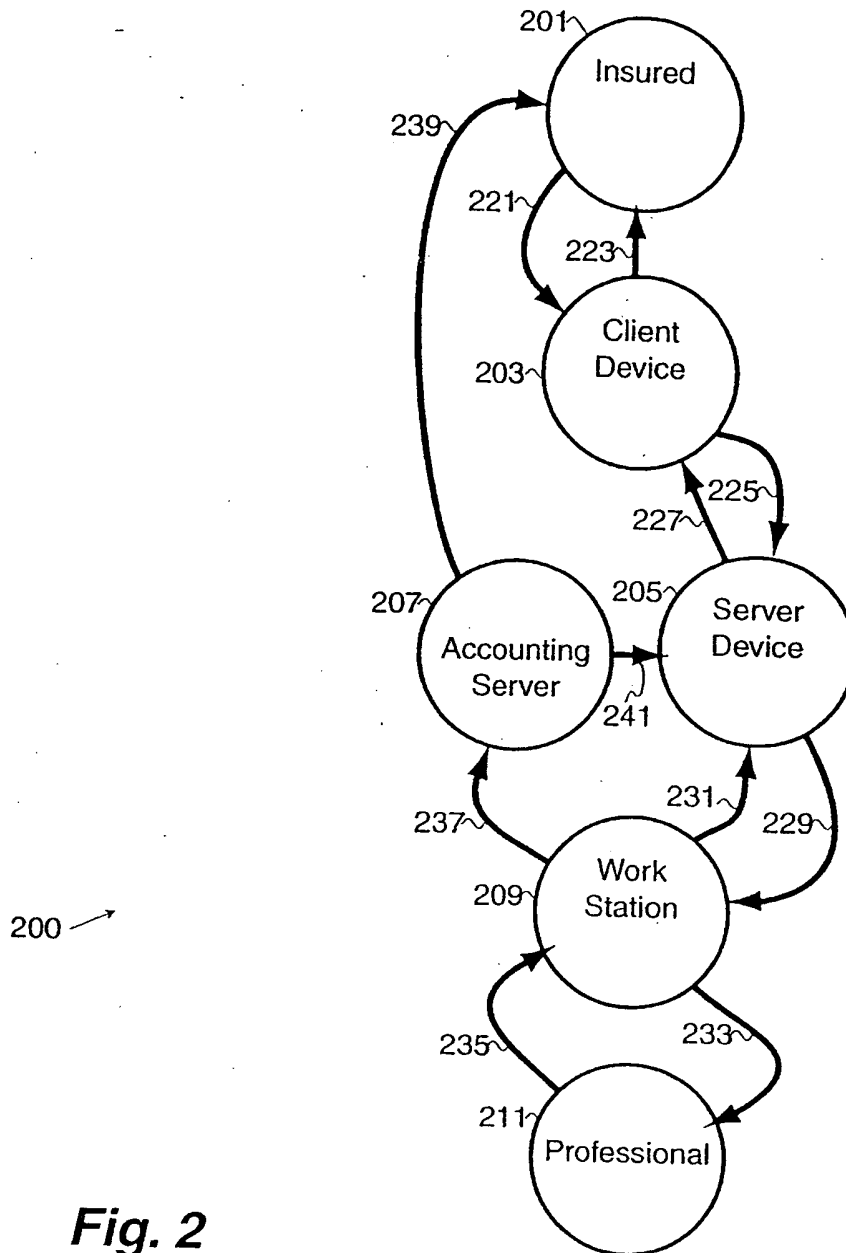 201
Insured
239
221
223
Client
Device
203
225
227
207
205
Server
Device
Accounting
Server
241
231
237
229
Work
Station
209
200
233
235
211
Professional
Fig. 2